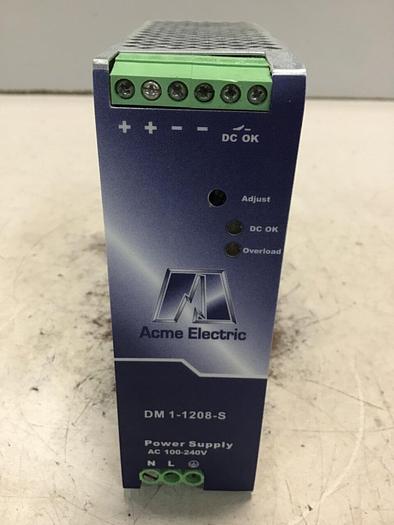 + + − − DC OK
Adjust
DC OK
Overload
Acme Electric
DM 1-1208-S
Power Supply
AC 100-240V
N L